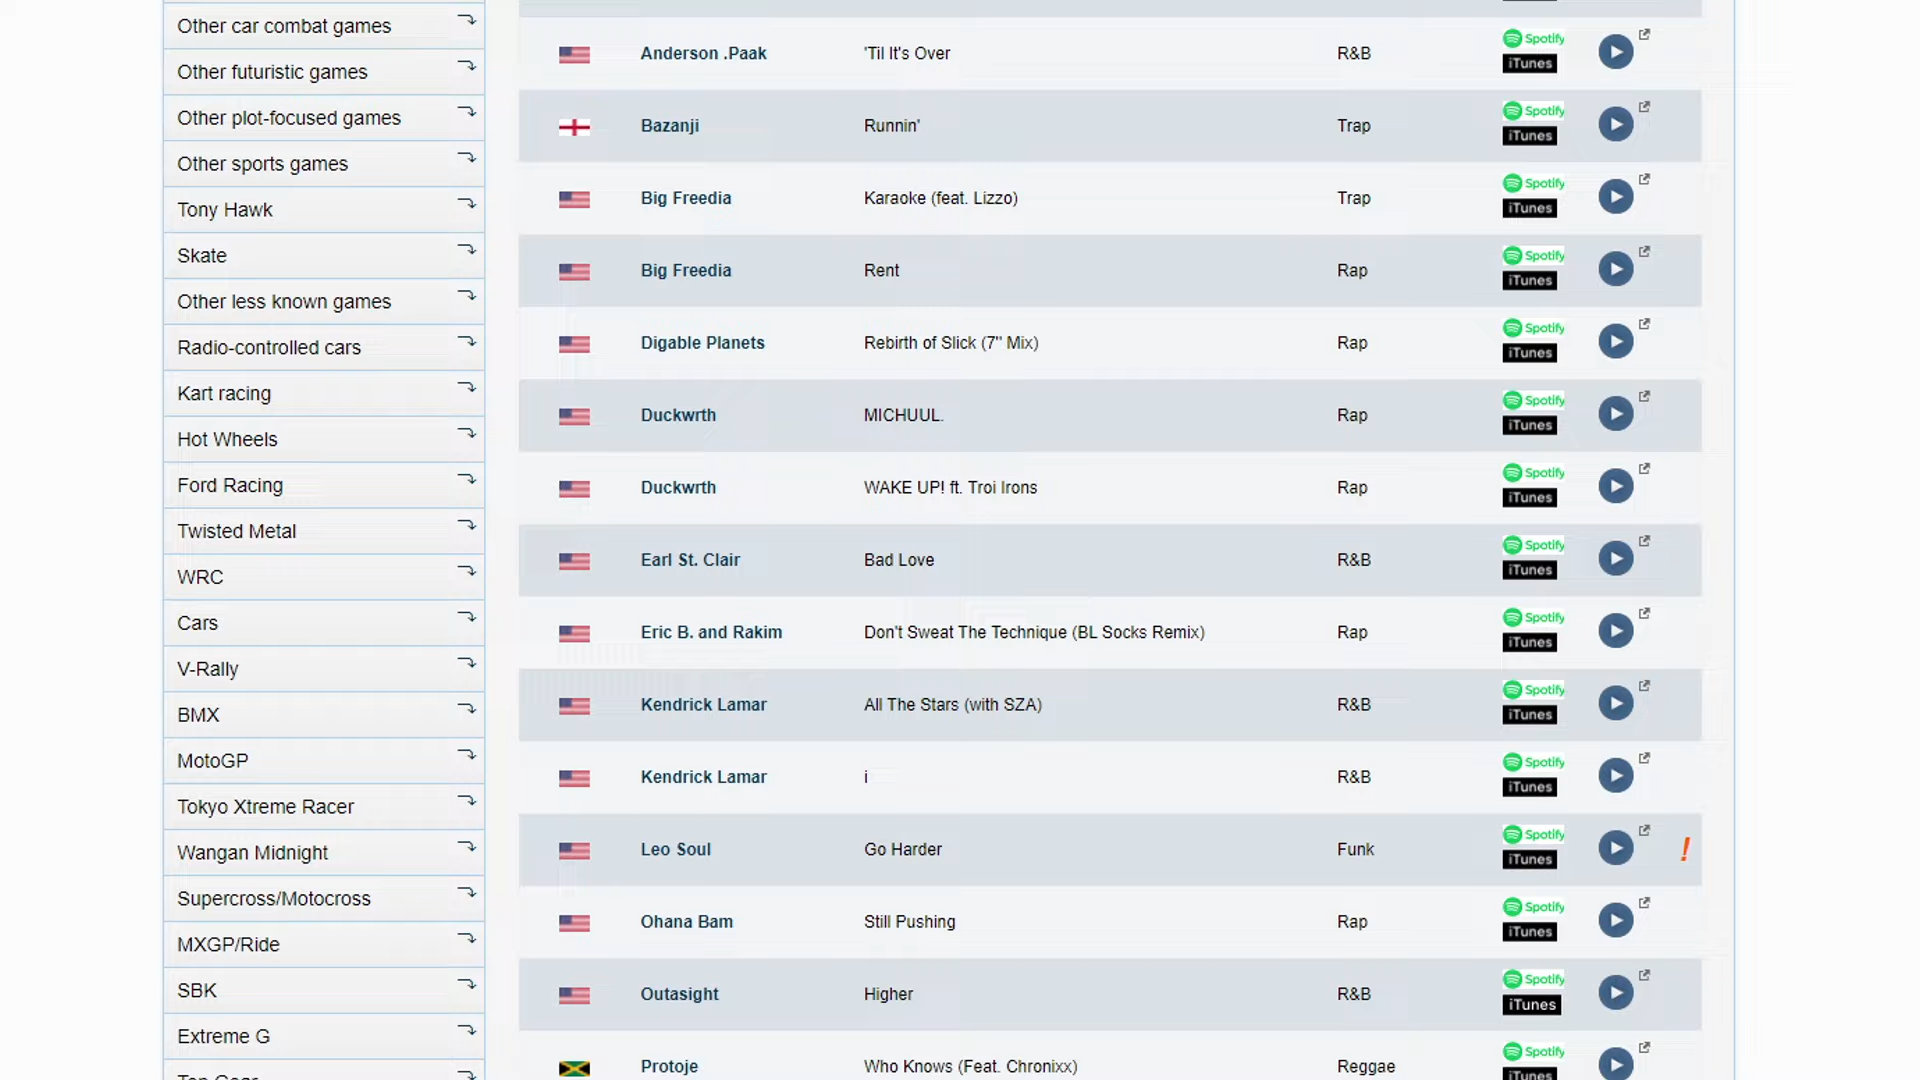 Other car combat games
Other futuristic games
Other plot-focused games
Other sports games
Tony Hawk
Skate
Other less known games
Radio-controlled cars
Kart racing
Hot Wheels
Ford Racing
Twisted Metal
WRC
Cars
V-Rally
BMX
MotoGP
Tokyo Xtreme Racer
Wangan Midnight
Supercross/Motocross
MXGP/Ride
SBK
Extreme G
Top Gear
Anderson .Paak 'Til It's Over R&B Spotify
iTunes
Bazanji Runnin' Trap Spotify
iTunes
Big Freedia Karaoke (feat. Lizzo) Trap Spotify
iTunes
Big Freedia Rent Rap Spotify
iTunes
Digable Planets Rebirth of Slick (7" Mix) Rap Spotify
iTunes
Duckwrth MICHUUL. Rap Spotify
iTunes
Duckwrth WAKE UP! ft. Troi Irons Rap Spotify
iTunes
Earl St. Clair Bad Love R&B Spotify
iTunes
Eric B. and Rakim Don't Sweat The Technique (BL Socks Remix) Rap Spotify
iTunes
Kendrick Lamar All The Stars (with SZA) R&B Spotify
iTunes
Kendrick Lamar i R&B Spotify
iTunes
Leo Soul Go Harder Funk Spotify
iTunes !
Ohana Bam Still Pushing Rap Spotify
iTunes
Outasight Higher R&B Spotify
iTunes
Protoje Who Knows (Feat. Chronixx) Reggae Spotify
iTunes